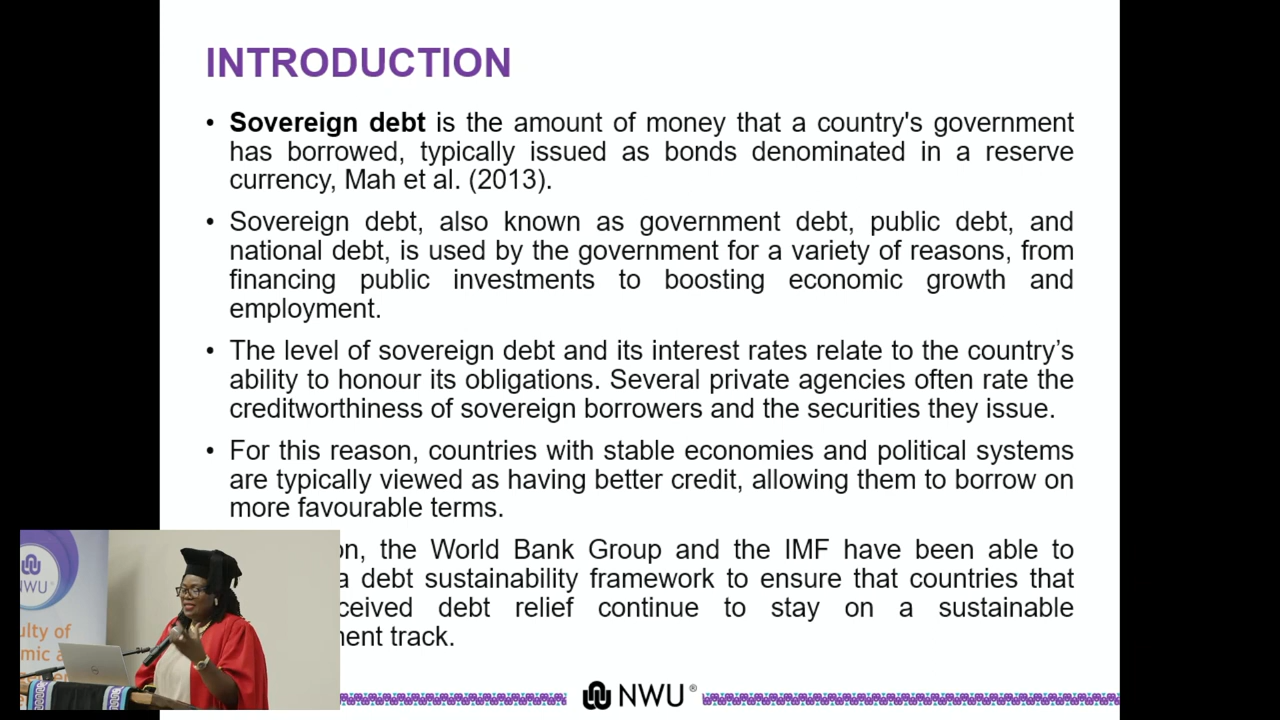 INTRODUCTION
• Sovereign debt is the amount of money that a country's government
has borrowed, typically issued as bonds denominated in a reserve
currency, Mah et al. (2013).
• Sovereign debt, also known as government debt, public debt, and
national debt, is used by the government for a variety of reasons, from
financing public investments to boosting economic growth and
employment.
• The level of sovereign debt and its interest rates relate to the country’s
ability to honour its obligations. Several private agencies often rate the
creditworthiness of sovereign borrowers and the securities they issue.
• For this reason, countries with stable economies and political systems
are typically viewed as having better credit, allowing them to borrow on
more favourable terms.
on, the World Bank Group and the IMF have been able to
a debt sustainability framework to ensure that countries that
ceived debt relief continue to stay on a sustainable
ment track.
NWU
ulty of
mic a
NWU®